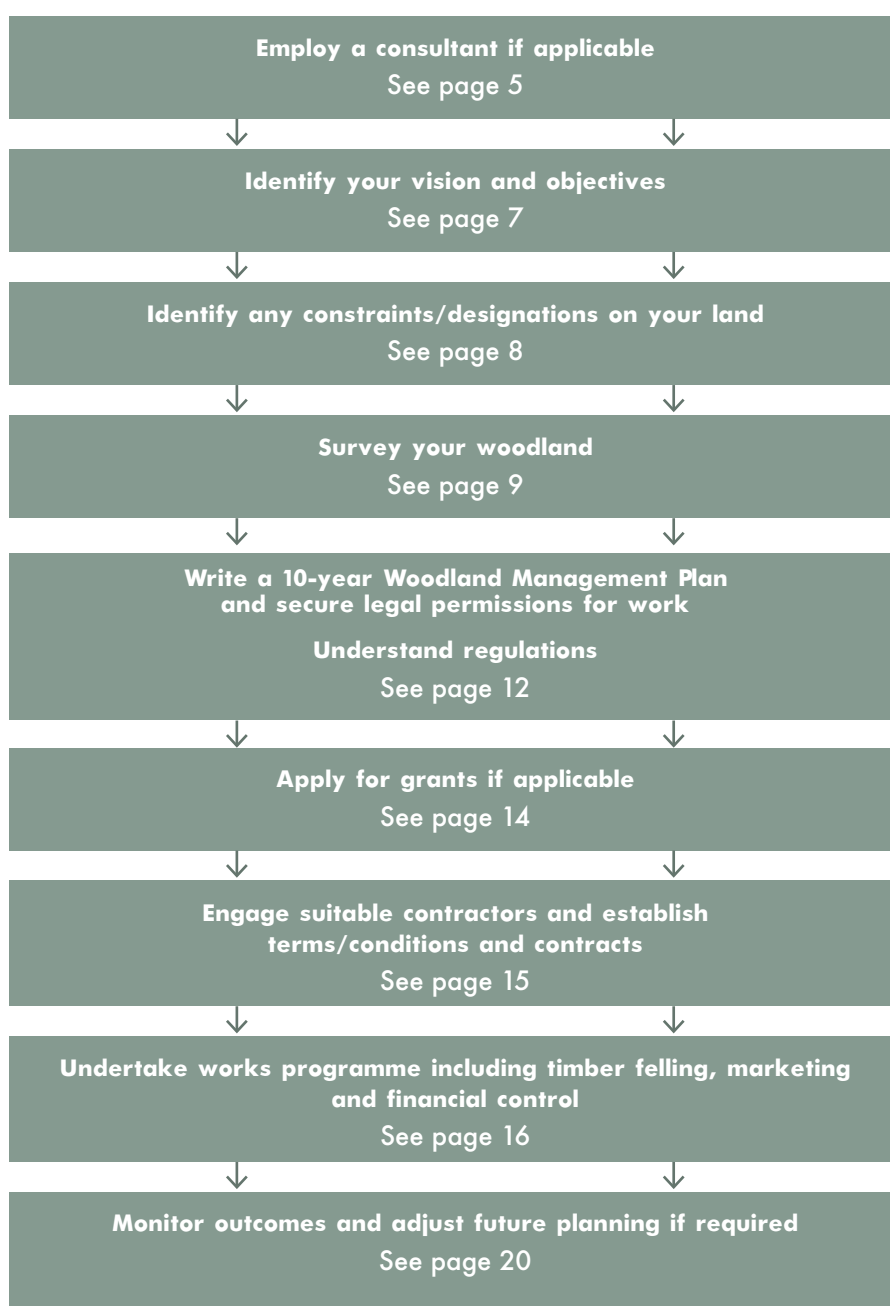 Employ a consultant if applicable
See page 5
Identify your vision and objectives
See page 7
Identify any constraints/designations on your land
See page 8
Survey your woodland
See page 9
Write a 10-year Woodland Management Plan
and secure legal permissions for work
Understand regulations
See page 12
Apply for grants if applicable
See page 14
Engage suitable contractors and establish
terms/conditions and contracts
See page 15
Undertake works programme including timber felling, marketing
and financial control
See page 16
Monitor outcomes and adjust future planning if required
See page 20